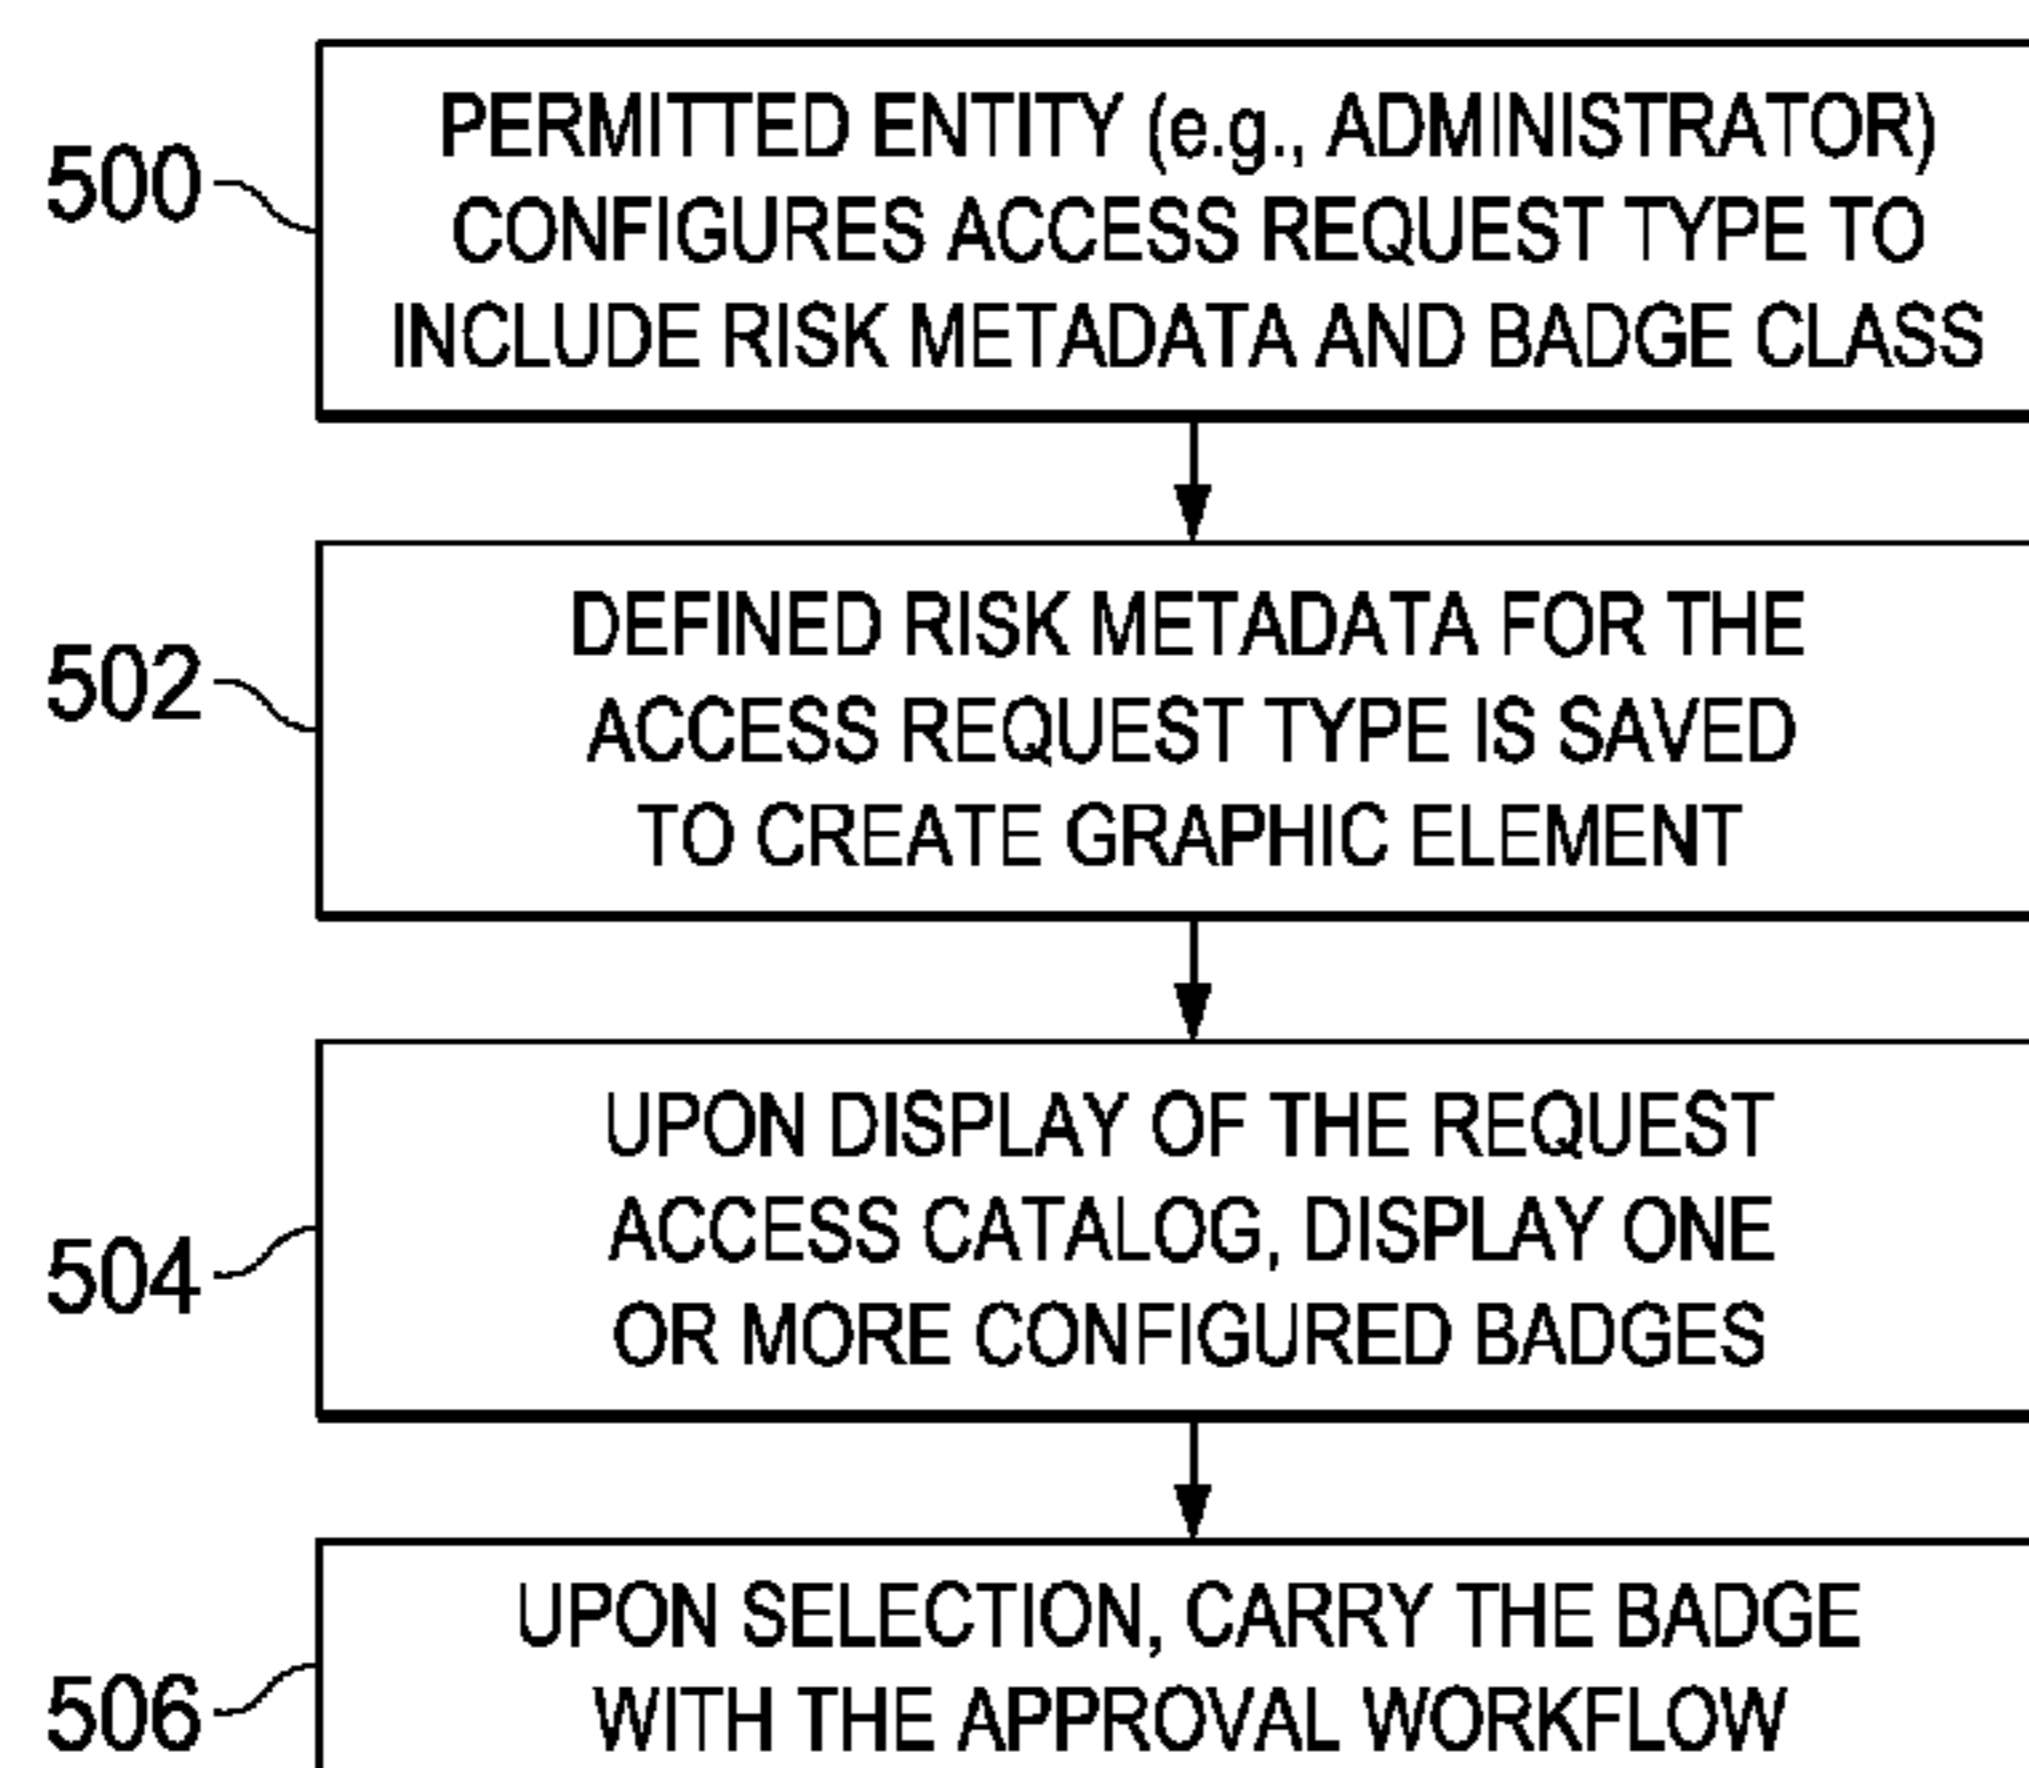 500
PERMITTED ENTITY (e.g., ADMINISTRATOR)
CONFIGURES ACCESS REQUEST TYPE TO
INCLUDE RISK METADATA AND BADGE CLASS
502
DEFINED RISK METADATA FOR THE
ACCESS REQUEST TYPE IS SAVED
TO CREATE GRAPHIC ELEMENT
504
UPON DISPLAY OF THE REQUEST
ACCESS CATALOG, DISPLAY ONE
OR MORE CONFIGURED BADGES
506
UPON SELECTION, CARRY THE BADGE
WITH THE APPROVAL WORKFLOW